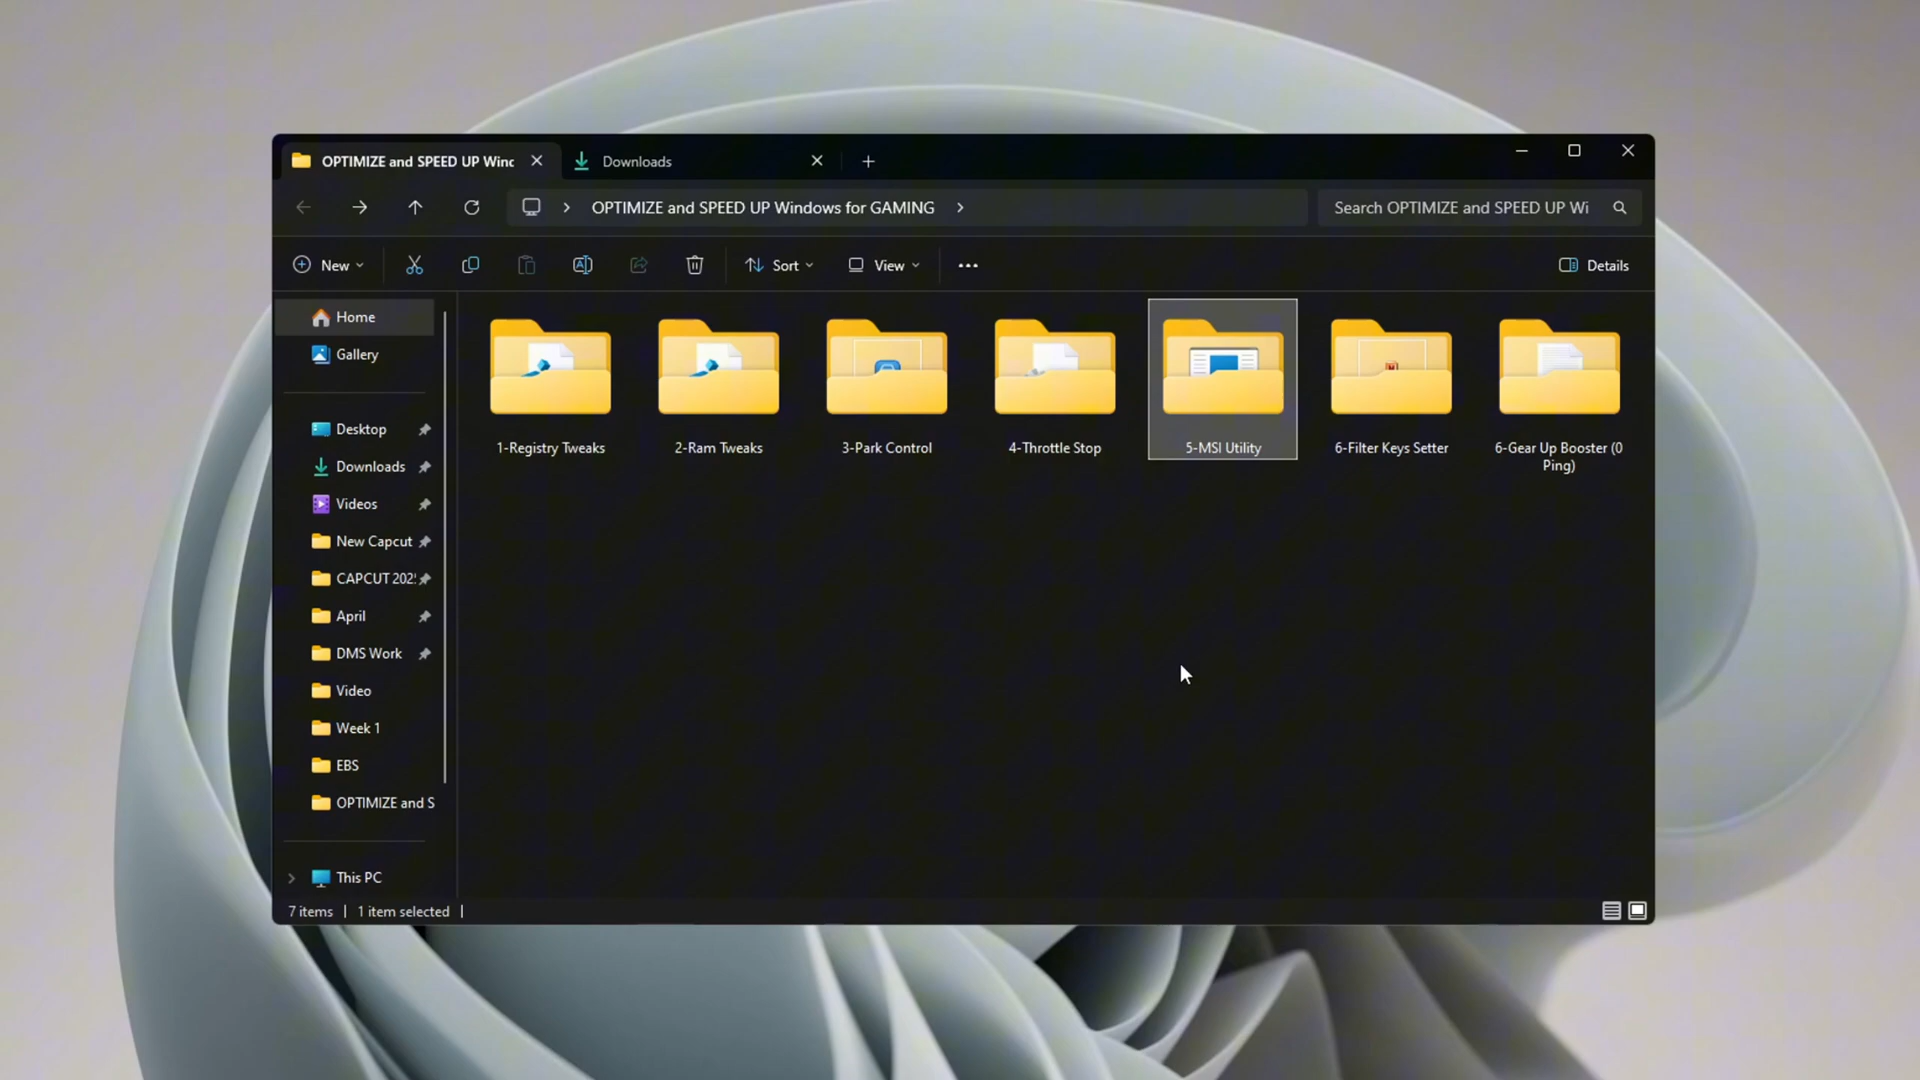 OPTIMIZE and SPEED UP Winc
Downloads
OPTIMIZE and SPEED UP Windows for GAMING
Search OPTIMIZE and SPEED UP Wi
New
Sort
View
Details
Home
Gallery
Desktop
Downloads
Videos
New Capcut
CAPCUT 202
April
DMS Work
Video
Week 1
EBS
OPTIMIZE and S
This PC
1-Registry Tweaks
2-Ram Tweaks
3-Park Control
4-Throttle Stop
5-MSI Utility
6-Filter Keys Setter
6-Gear Up Booster (0
Ping)
7 items
1 item selected